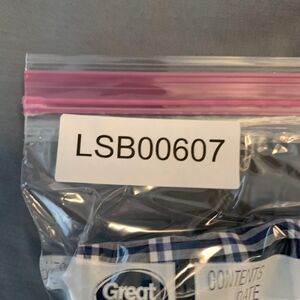 LSB00607
Great
CONTENTS
DATE